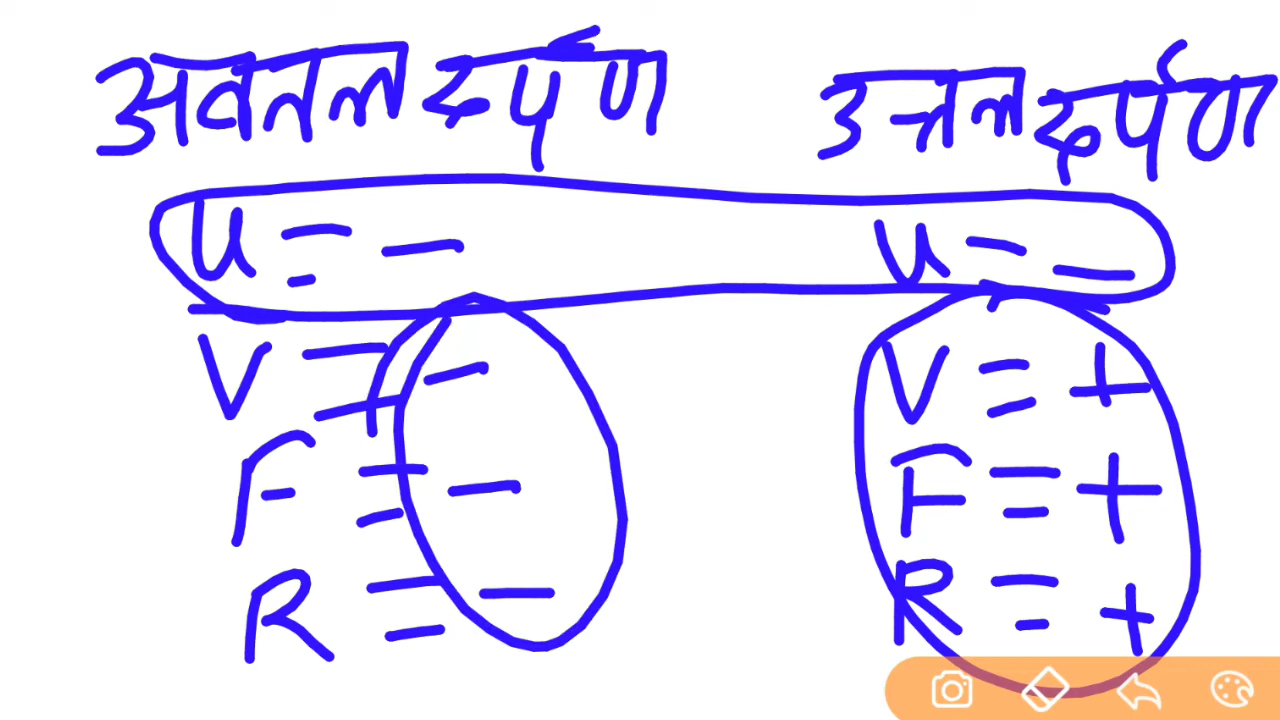 अवतल दर्पण उत्तल दर्पण
u = - u = -
V = - V = +
F = - F = +
R = - R = +